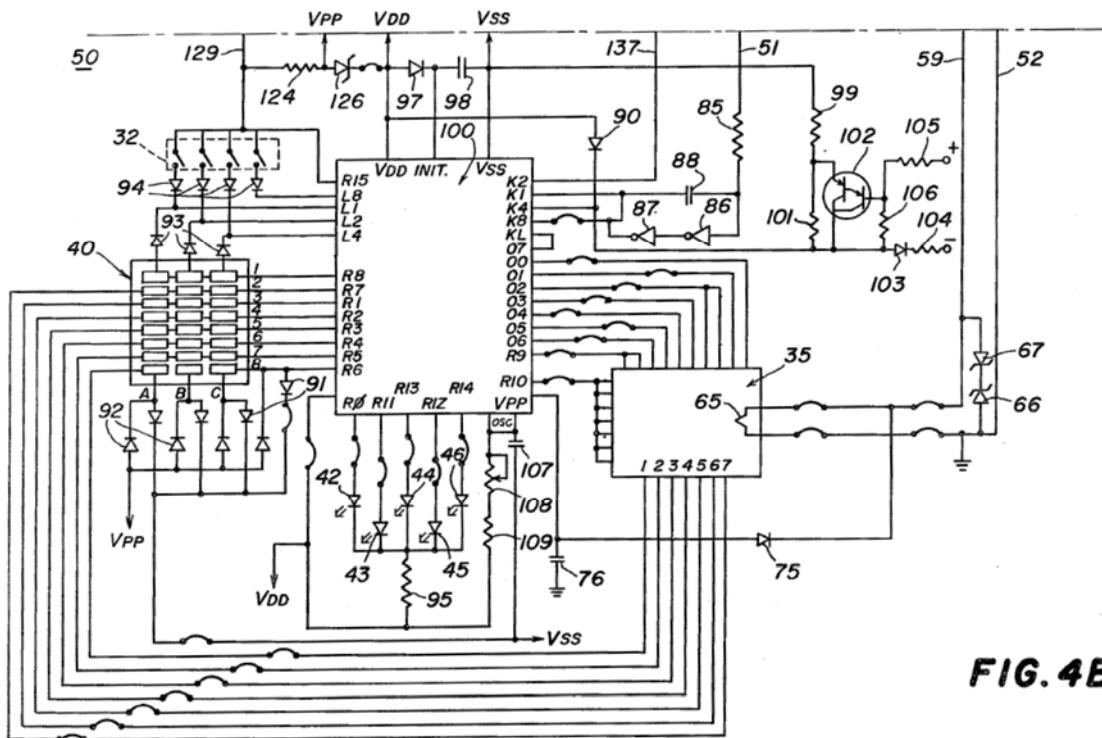 VPP VDD VSS
50 129 137 51 59 52
124 126 97 98 99
32 100 90 85 102 105 +
94 VDD INIT. VSS 88
R15 K2
L8 K1
L1 K4
L2 K8 87 86 101 106 104 -
L4 KL 103
93 O7
40 O0
1 R8 O1
2 R7 O2
3 R1 O3
4 R2 O4
5 R3 O5
6 R4 O6
7 R5 R9
8 R6 R10
35 67 66
A B C 91 R0 R11 R13 R12 R14 VPP
OSC 65
92 42 44 46 107 1 2 3 4 5 6 7
VPP 43 45 108
109 75
VDD 95 76
VSS
FIG. 4B